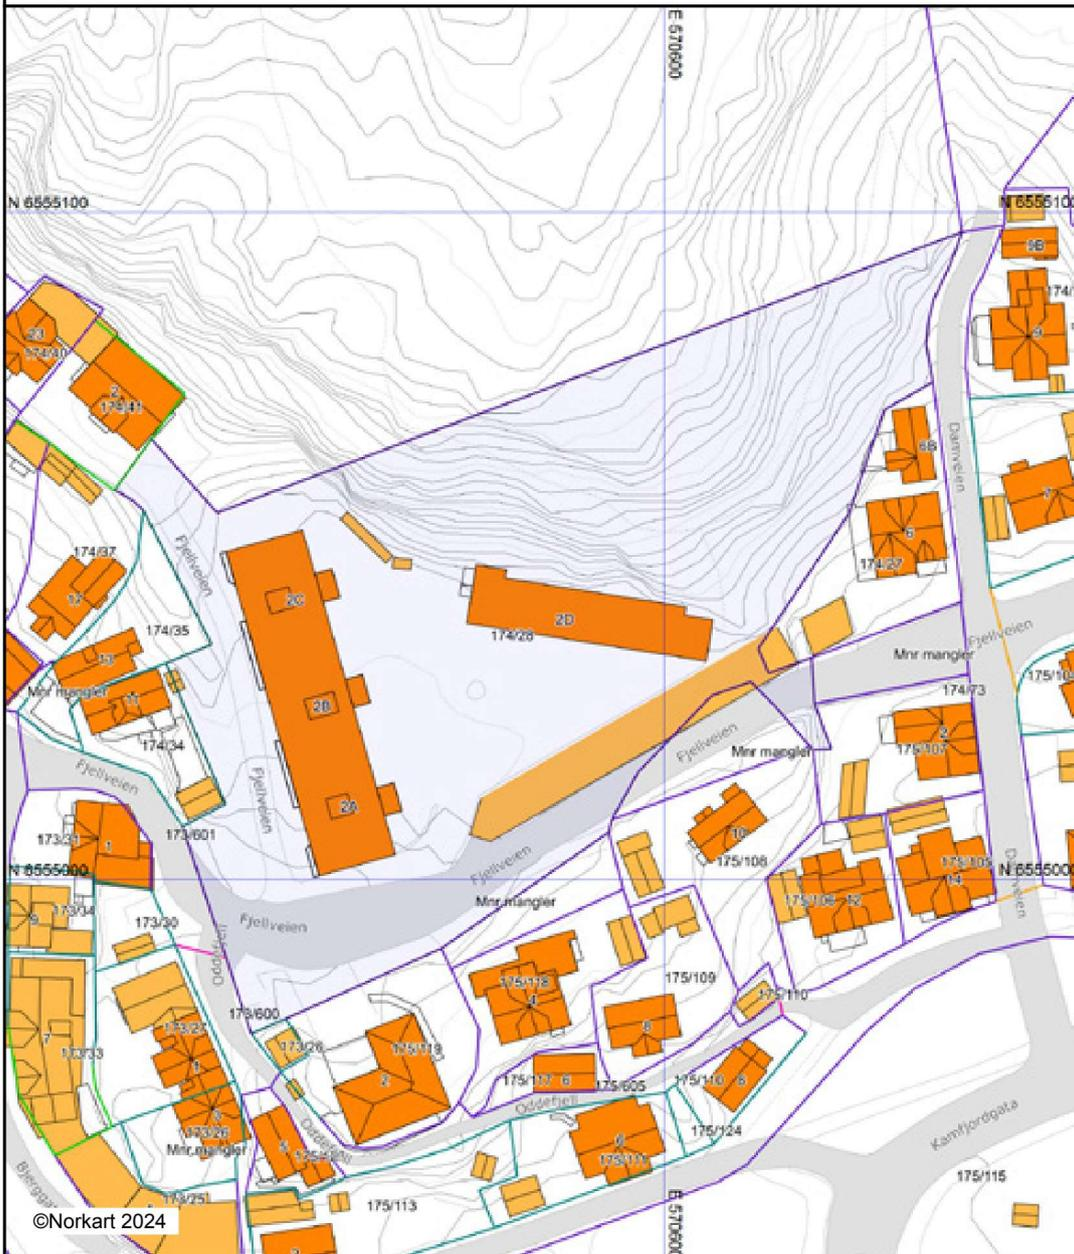 E 570600
N 6555100
N 655510
9B
174/
9
23
174/40
2
174/41
Damveien
6B
7
Fjellveien
6
174/27
174/37
12
2C
2D
174/28
174/35
13
Fjellveien
Mnr mangler
Mnr mangler
11
2B
175/10
174/73
174/34
Fjellveien
Mnr mangler
2
175/107
Fjellveien
Fjellveien
2A
173/31
1
173/601
10
175/108
Fjellveien
N 6555000
N 6555000
175/105
14
Mnr mangler
175/106
12
173/34
9
173/30
Fjellveien
Oddefjell
175/118
4
175/109
175/110
173/600
7
173/27
173/28
175/119
8
173/33
1
2
175/117
6
175/605
175/110
6
3
Oddefjell
173/26
Mnr mangler
5
Oddefjell
175/111
175/124
Kamfjordgata
173/25
175/113
175/115
E 570600
©Norkart 2024